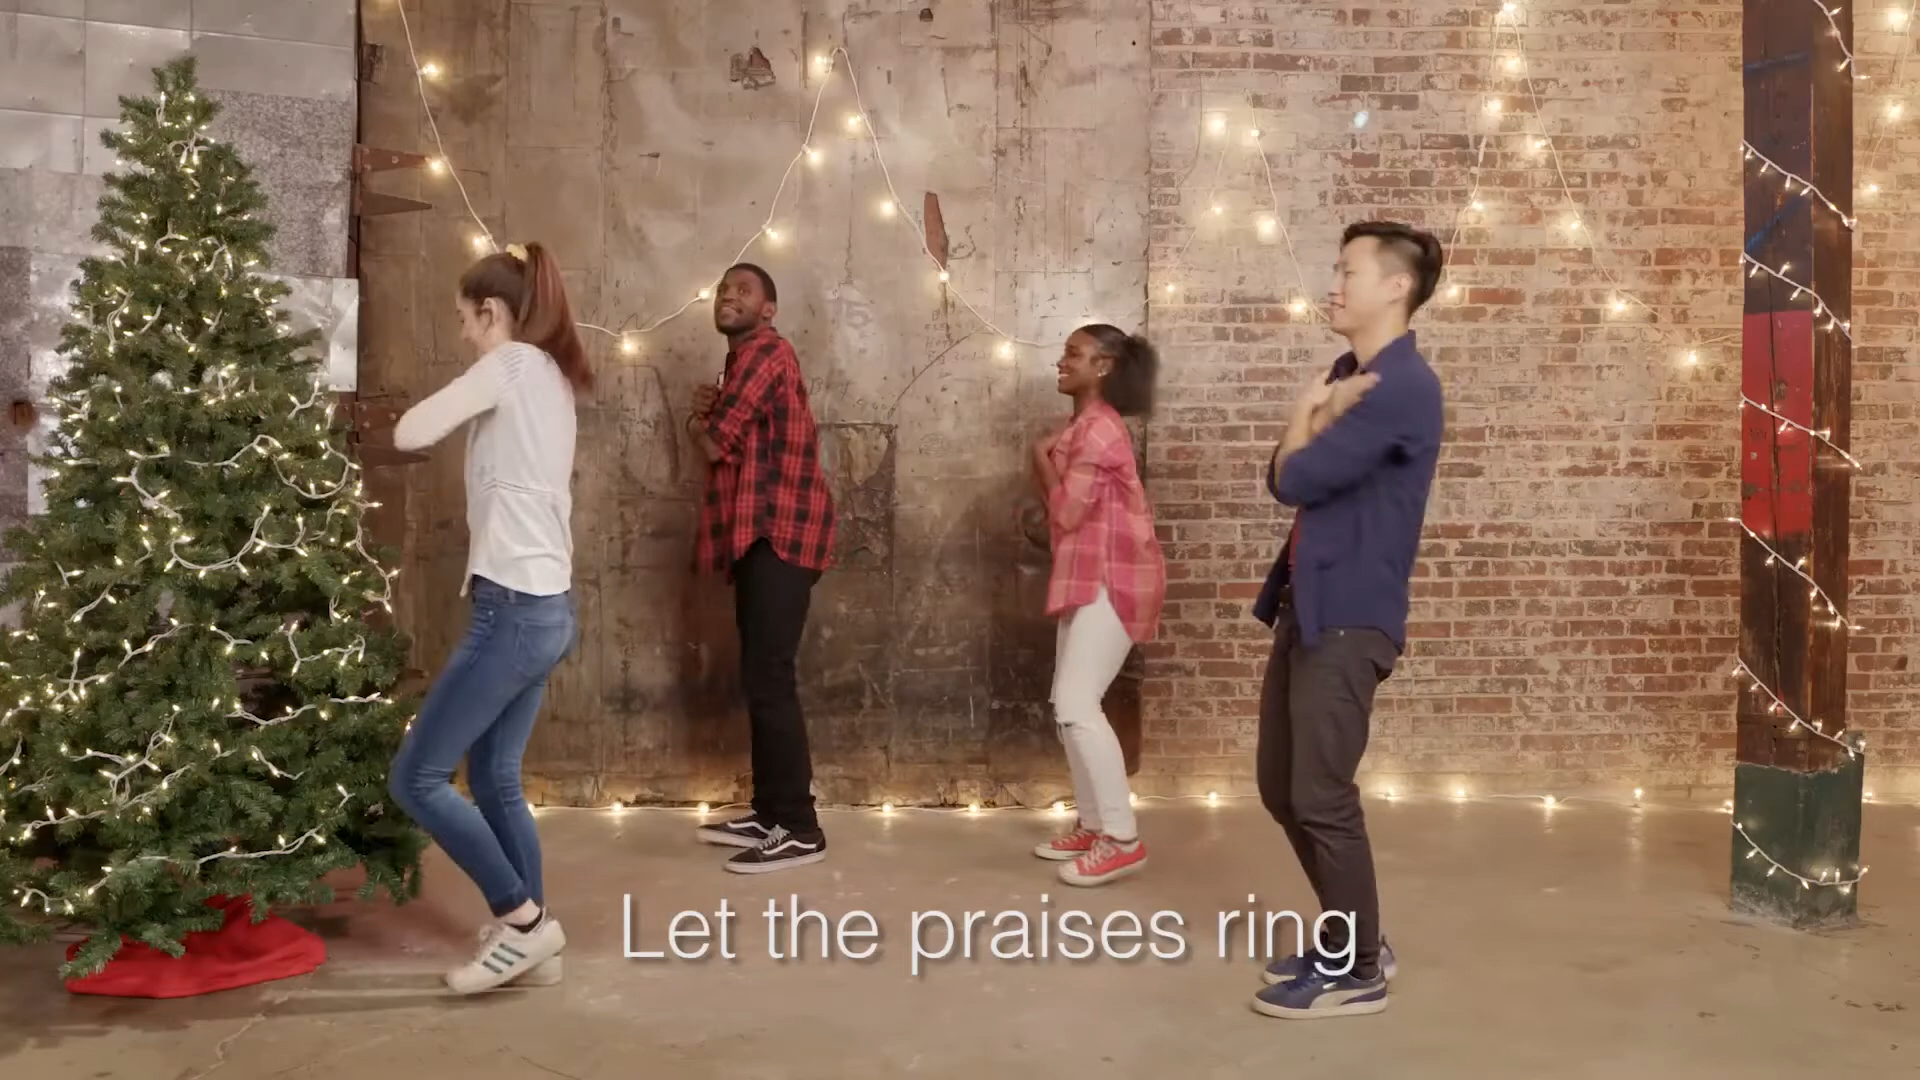 Let the praises ring